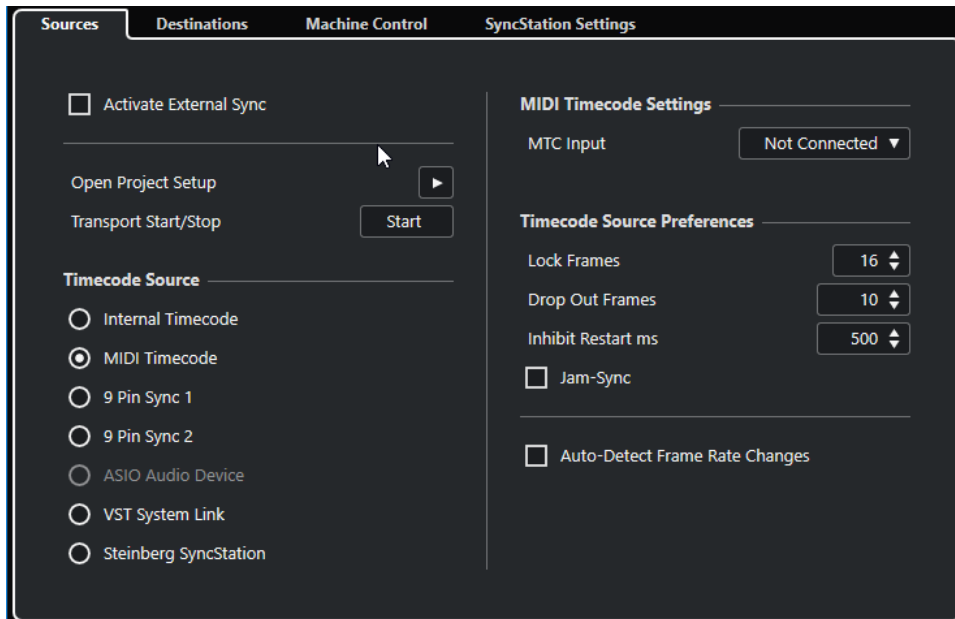 Sources Destinations Machine Control SyncStation Settings
Activate External Sync
Open Project Setup
Transport Start/Stop Start
Timecode Source
Internal Timecode
MIDI Timecode
9 Pin Sync 1
9 Pin Sync 2
ASIO Audio Device
VST System Link
Steinberg SyncStation
MIDI Timecode Settings
MTC Input Not Connected
Timecode Source Preferences
Lock Frames 16
Drop Out Frames 10
Inhibit Restart ms 500
Jam-Sync
Auto-Detect Frame Rate Changes